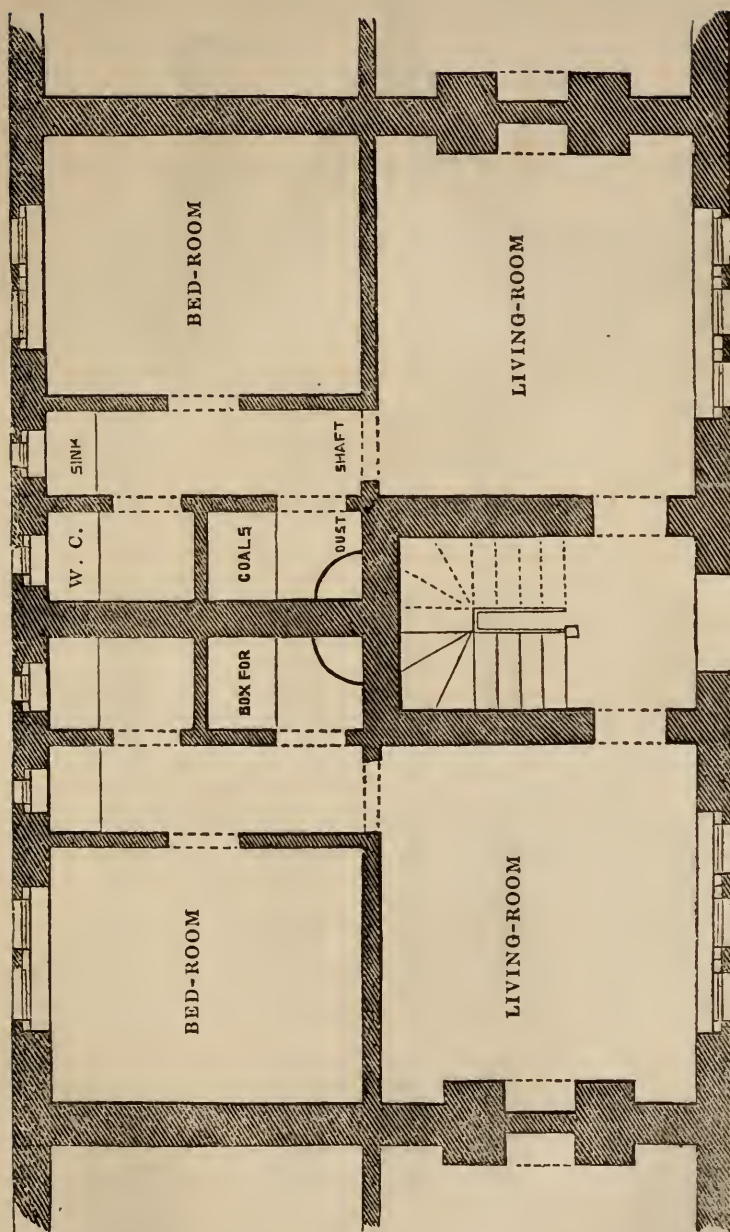 BED-ROOM
BED-ROOM
SINK
W. C.
BOX FOR COALS
DUST SHAFT
LIVING-ROOM
LIVING-ROOM